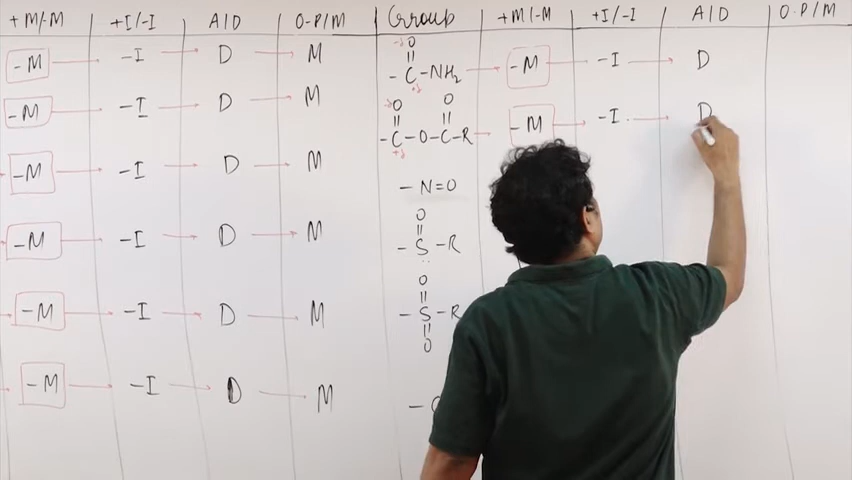 +M/-M +I/-I A/D O-P/M Group +M/-M +I/-I A/D O-P/M
-M -I D M -C(=O)-NH₂ -M -I D
-M -I D M -C(=O)-O-C(=O)-R -M -I D
-M -I D M -N=O
-M -I D M -S(=O)-R
-M -I D M -S(=O)(=O)-R
-M -I D M